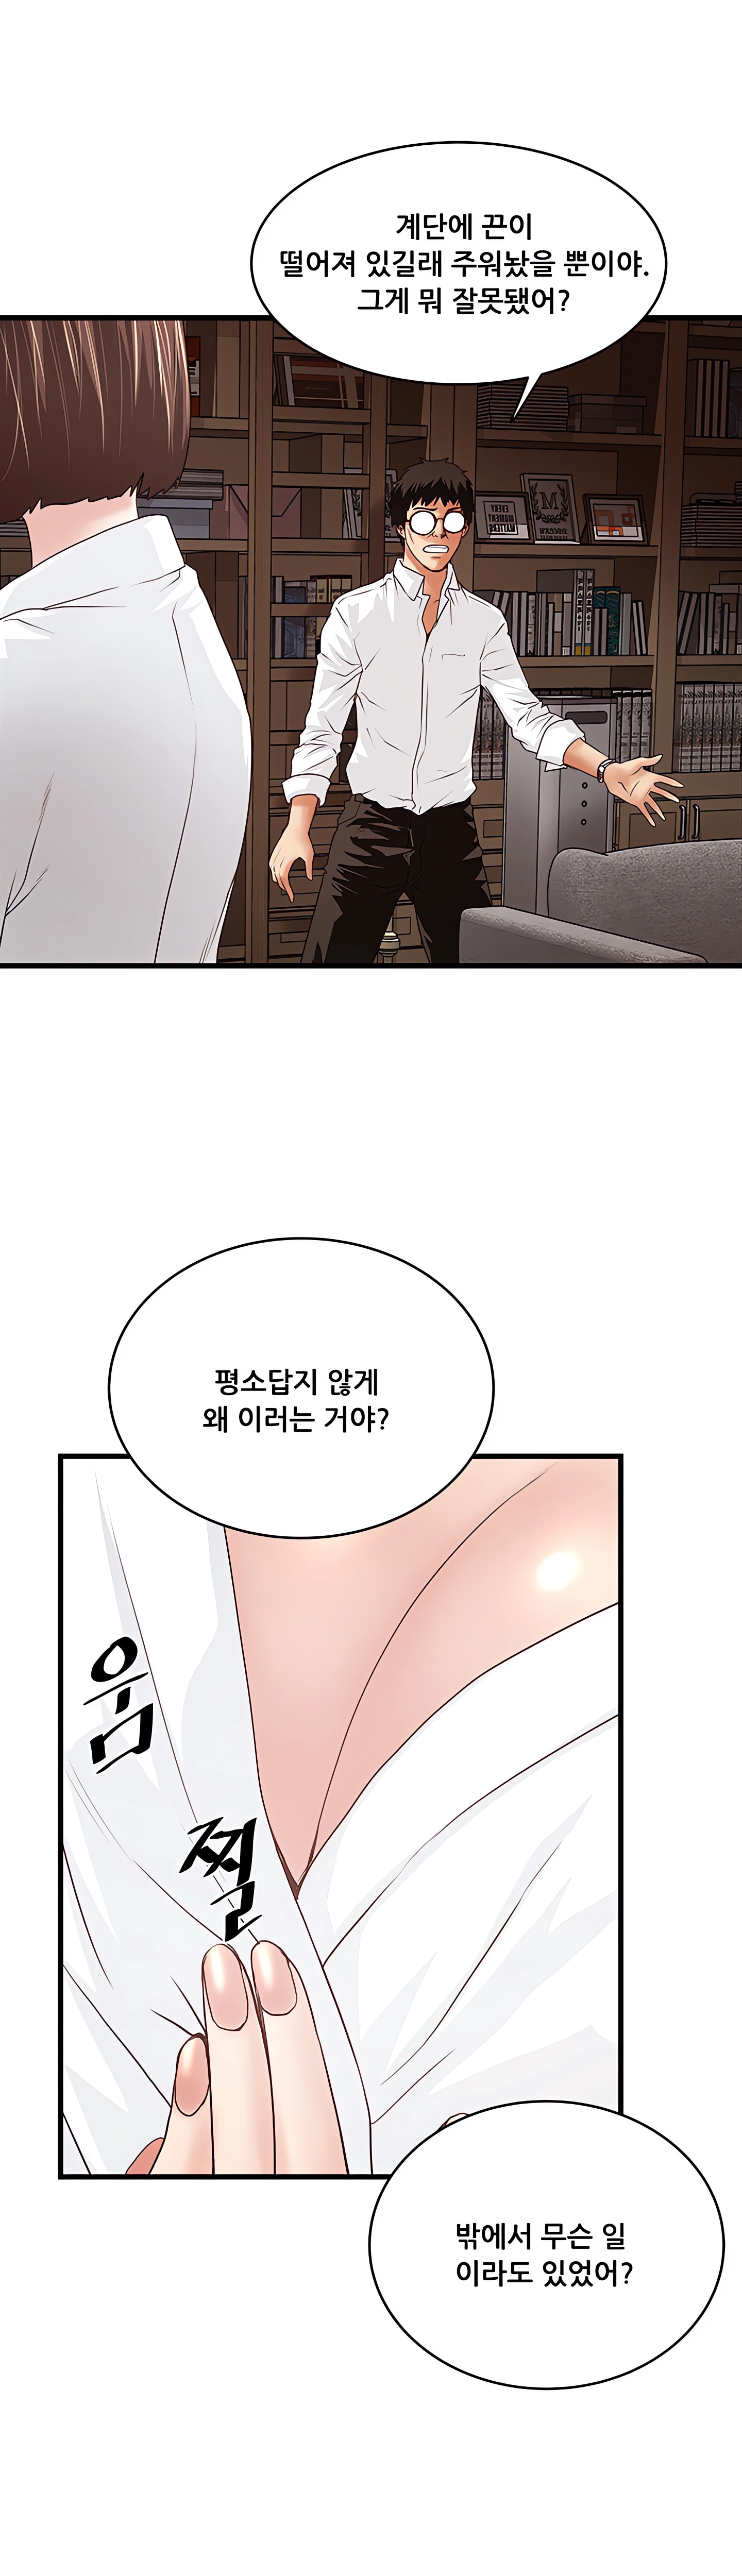 계단에 끈이
떨어져 있길래 주워놨을 뿐이야.
그게 뭐 잘못됐어?
M
평소답지 않게
왜 이러는 거야?
움
찔
밖에서 무슨 일
이라도 있었어?